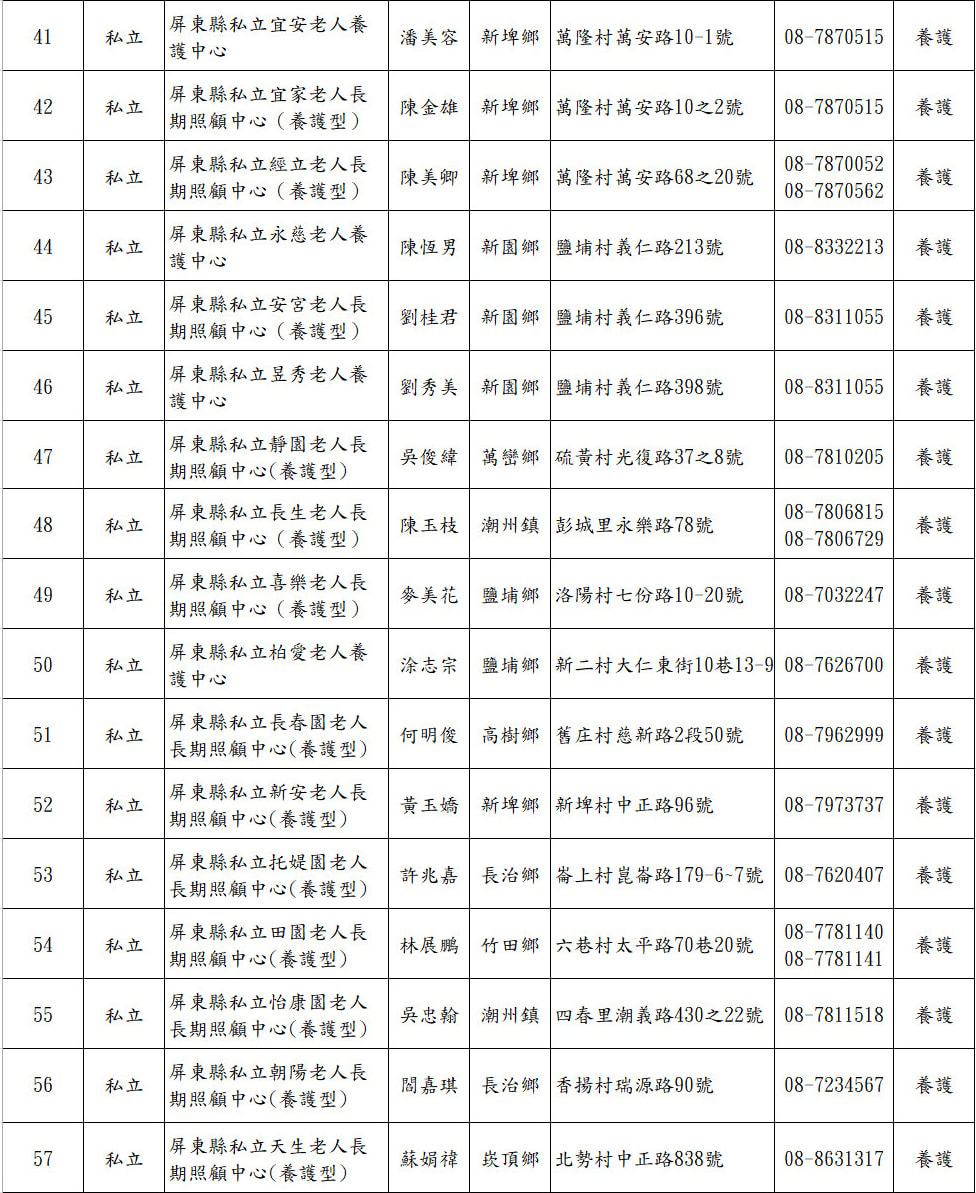 41 私立 屏東縣私立宜安老人養護中心 潘美容 新埤鄉 萬隆村萬安路10-1號 08-7870515 養護
42 私立 屏東縣私立宜家老人長期照顧中心（養護型） 陳金雄 新埤鄉 萬隆村萬安路10之2號 08-7870515 養護
43 私立 屏東縣私立經立老人長期照顧中心（養護型） 陳美卿 新埤鄉 萬隆村萬安路68之20號 08-7870052 08-7870562 養護
44 私立 屏東縣私立永慈老人養護中心 陳恆男 新園鄉 鹽埔村義仁路213號 08-8332213 養護
45 私立 屏東縣私立安宮老人長期照顧中心（養護型） 劉桂君 新園鄉 鹽埔村義仁路396號 08-8311055 養護
46 私立 屏東縣私立昱秀老人養護中心 劉秀美 新園鄉 鹽埔村義仁路398號 08-8311055 養護
47 私立 屏東縣私立靜園老人長期照顧中心(養護型) 吳俊緯 萬巒鄉 硫黃村光復路37之8號 08-7810205 養護
48 私立 屏東縣私立長生老人長期照顧中心（養護型） 陳玉枝 潮州鎮 彭城里永樂路78號 08-7806815 08-7806729 養護
49 私立 屏東縣私立喜樂老人長期照顧中心（養護型） 麥美花 鹽埔鄉 洛陽村七份路10-20號 08-7032247 養護
50 私立 屏東縣私立柏愛老人養護中心 涂志宗 鹽埔鄉 新二村大仁東街10巷13-9 08-7626700 養護
51 私立 屏東縣私立長春園老人長期照顧中心(養護型) 何明俊 高樹鄉 舊庄村慈新路2段50號 08-7962999 養護
52 私立 屏東縣私立新安老人長期照顧中心(養護型) 黃玉嬌 新埤鄉 新埤村中正路96號 08-7973737 養護
53 私立 屏東縣私立托媞園老人長期照顧中心(養護型) 許兆嘉 長治鄉 崙上村崑崙路179-6~7號 08-7620407 養護
54 私立 屏東縣私立田園老人長期照顧中心(養護型) 林展鵬 竹田鄉 六巷村太平路70巷20號 08-7781140 08-7781141 養護
55 私立 屏東縣私立怡康園老人長期照顧中心(養護型) 吳忠翰 潮州鎮 四春里潮義路430之22號 08-7811518 養護
56 私立 屏東縣私立朝陽老人長期照顧中心(養護型) 閻嘉琪 長治鄉 香揚村瑞源路90號 08-7234567 養護
57 私立 屏東縣私立天生老人長期照顧中心(養護型) 蘇娟禕 崁頂鄉 北勢村中正路838號 08-8631317 養護